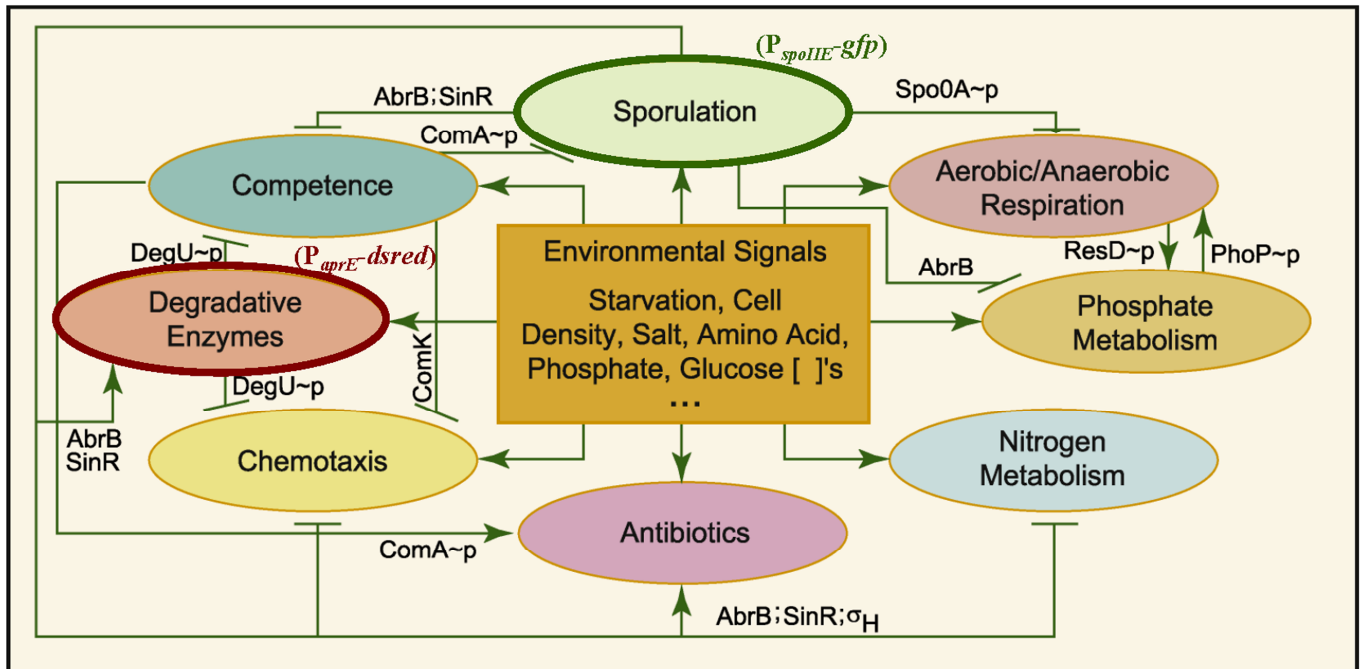 (PspoIIE-gfp)
AbrB;SinR
Sporulation
Spo0A~p
ComA~p
Competence
Aerobic/Anaerobic
Respiration
DegU~p
(PaprE-dsred)
Environmental Signals
AbrB
ResD~p
PhoP~p
Degradative
Enzymes
Starvation, Cell
Density, Salt, Amino Acid,
Phosphate, Glucose [ ]'s
...
Phosphate
Metabolism
DegU~p
ComK
AbrB
SinR
Chemotaxis
Nitrogen
Metabolism
Antibiotics
ComA~p
AbrB;SinR;σH